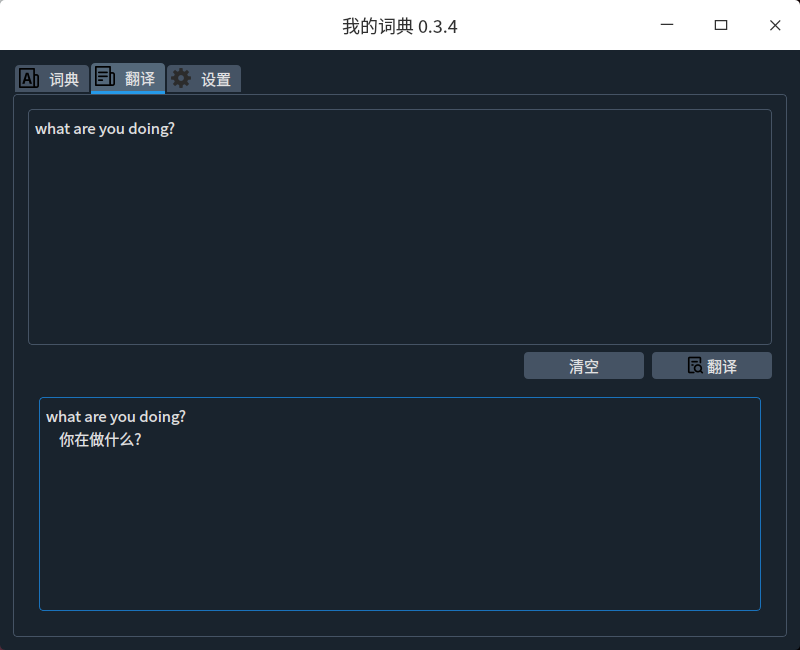 我的词典 0.3.4
词典 翻译 设置
what are you doing?
清空 翻译
what are you doing?
你在做什么?